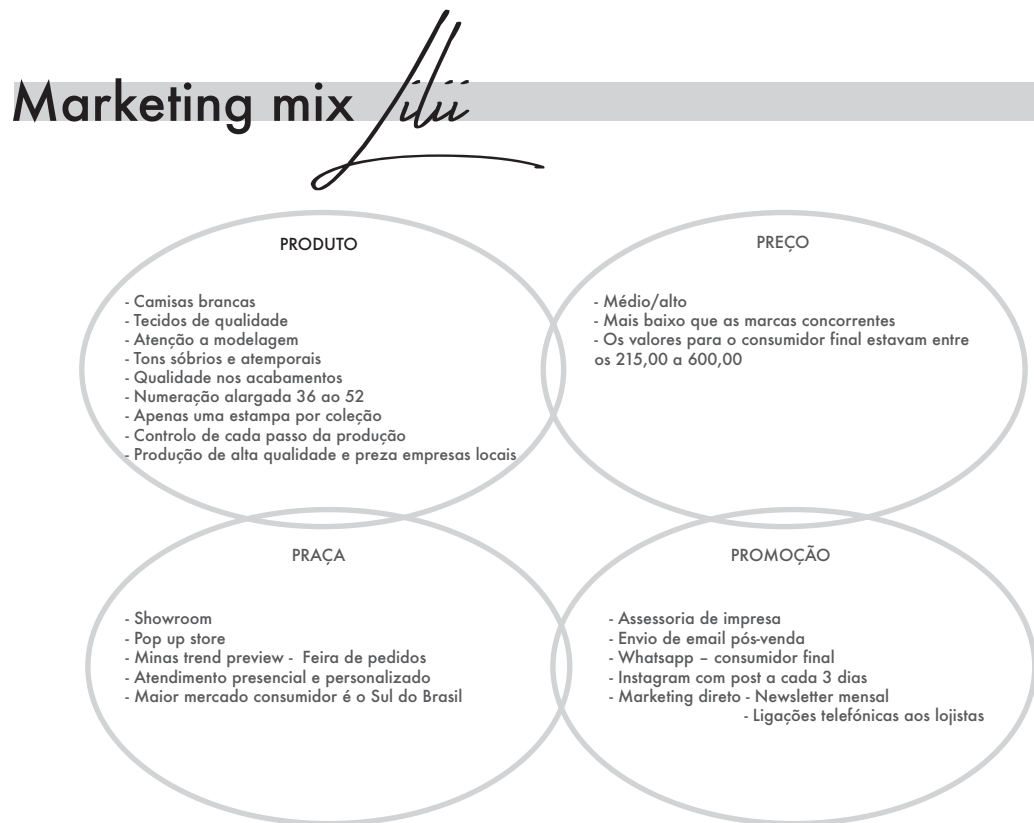 Marketing mix Lilii
PRODUTO
- Camisas brancas
- Tecidos de qualidade
- Atenção a modelagem
- Tons sóbrios e atemporais
- Qualidade nos acabamentos
- Numeração alargada 36 ao 52
- Apenas uma estampa por coleção
- Controlo de cada passo da produção
- Produção de alta qualidade e preza empresas locais
PREÇO
- Médio/alto
- Mais baixo que as marcas concorrentes
- Os valores para o consumidor final estavam entre
os 215,00 a 600,00
PRAÇA
- Showroom
- Pop up store
- Minas trend preview - Feira de pedidos
- Atendimento presencial e personalizado
- Maior mercado consumidor é o Sul do Brasil
PROMOÇÃO
- Assessoria de impresa
- Envio de email pós-venda
- Whatsapp – consumidor final
- Instagram com post a cada 3 dias
- Marketing direto - Newsletter mensal
- Ligações telefónicas aos lojistas